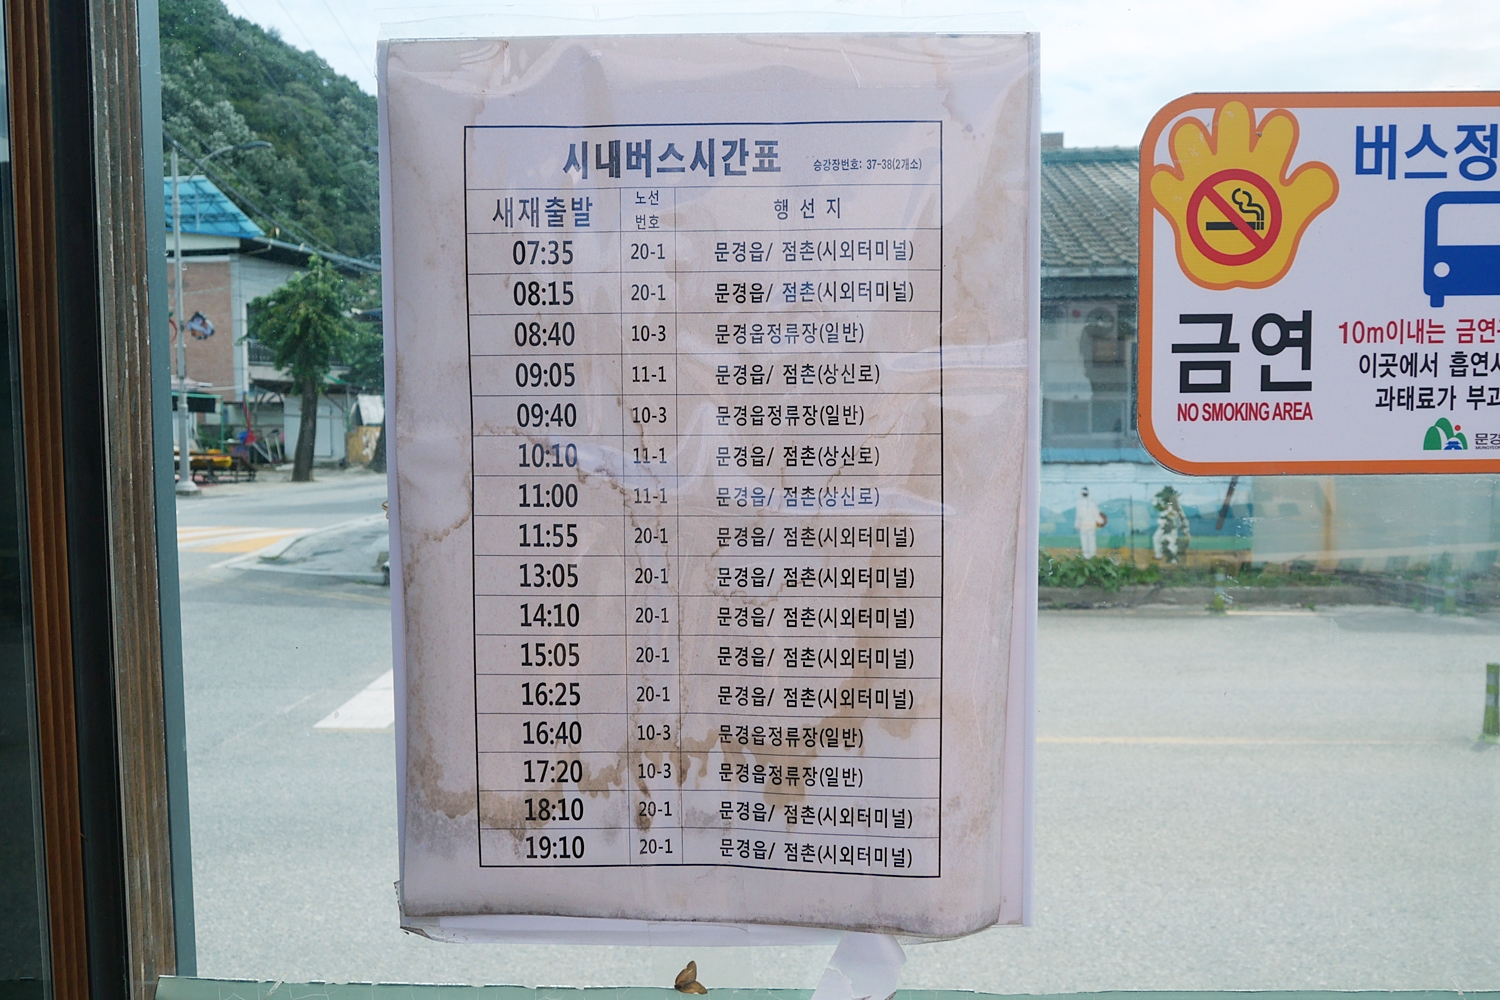 시내버스시간표 승강장번호: 37-38(2개소)
새재출발 노선번호 행선지
07:35 20-1 문경읍/ 점촌(시외터미널)
08:15 20-1 문경읍/ 점촌(시외터미널)
08:40 10-3 문경읍정류장(일반)
09:05 11-1 문경읍/ 점촌(상신로)
09:40 10-3 문경읍정류장(일반)
10:10 11-1 문경읍/ 점촌(상신로)
11:00 11-1 문경읍/ 점촌(상신로)
11:55 20-1 문경읍/ 점촌(시외터미널)
13:05 20-1 문경읍/ 점촌(시외터미널)
14:10 20-1 문경읍/ 점촌(시외터미널)
15:05 20-1 문경읍/ 점촌(시외터미널)
16:25 20-1 문경읍/ 점촌(시외터미널)
16:40 10-3 문경읍정류장(일반)
17:20 10-3 문경읍정류장(일반)
18:10 20-1 문경읍/ 점촌(시외터미널)
19:10 20-1 문경읍/ 점촌(시외터미널)
버스정
금연
NO SMOKING AREA
10m이내는 금연
이곳에서 흡연
과태료가 부
문경